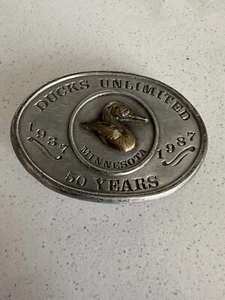 DUCKS UNLIMITED
1937 1987
MINNESOTA
50 YEARS